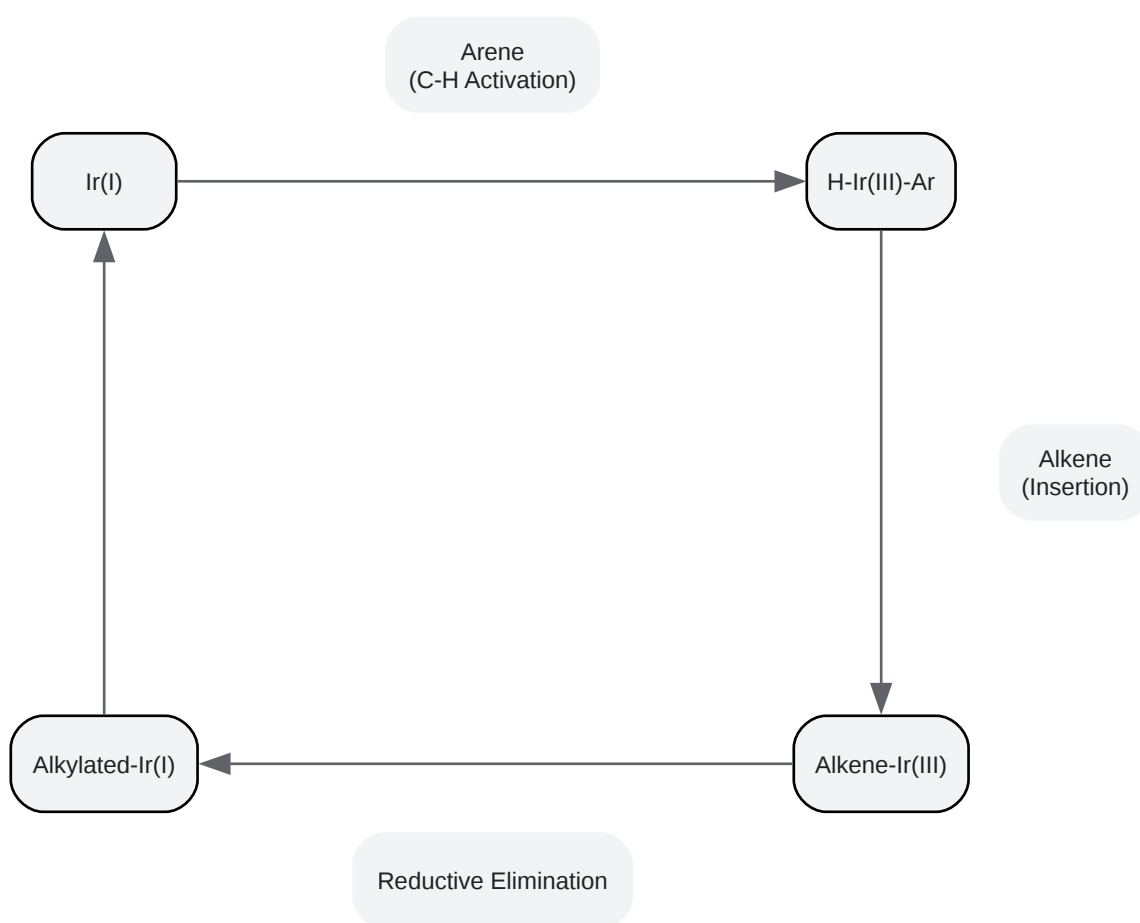 Arene
(C-H Activation)
Ir(I)
H-Ir(III)-Ar
Alkene
(Insertion)
Alkylated-Ir(I)
Alkene-Ir(III)
Reductive Elimination